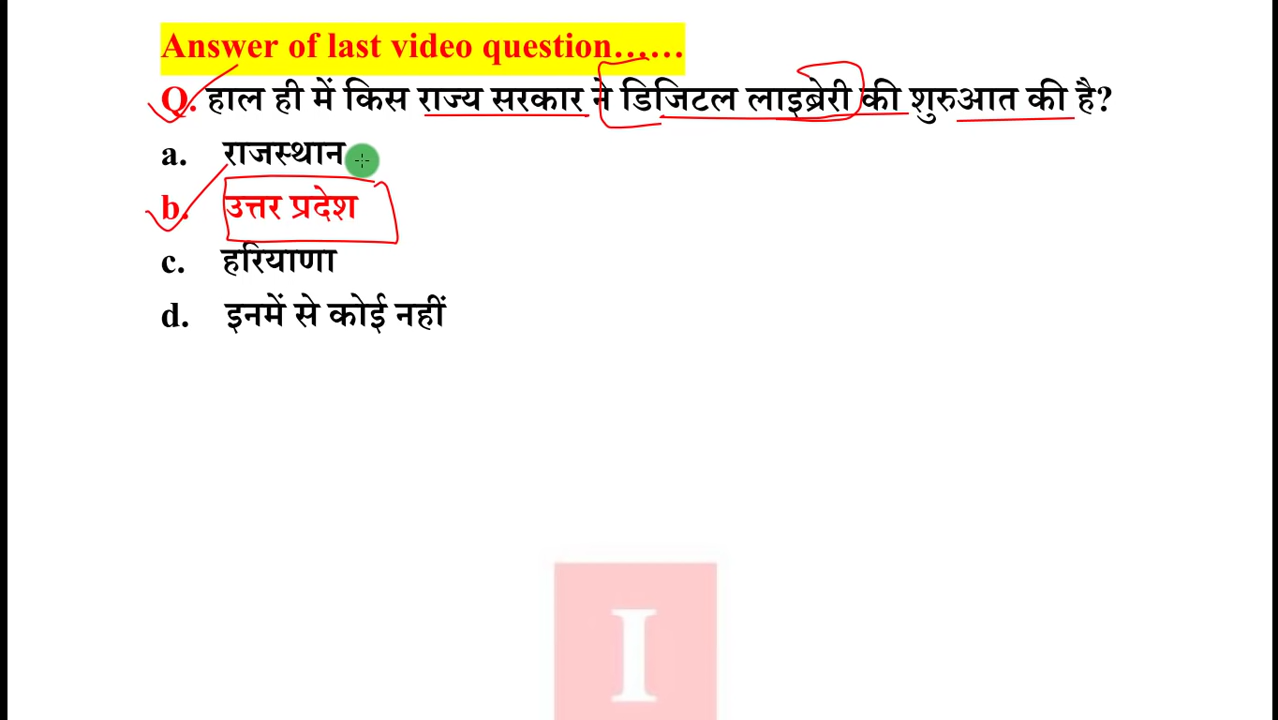 Answer of last video question……
Q. हाल ही में किस राज्य सरकार ने डिजिटल लाइब्रेरी की शुरुआत की है?
a. राजस्थान
b. उत्तर प्रदेश
c. हरियाणा
d. इनमें से कोई नहीं
I